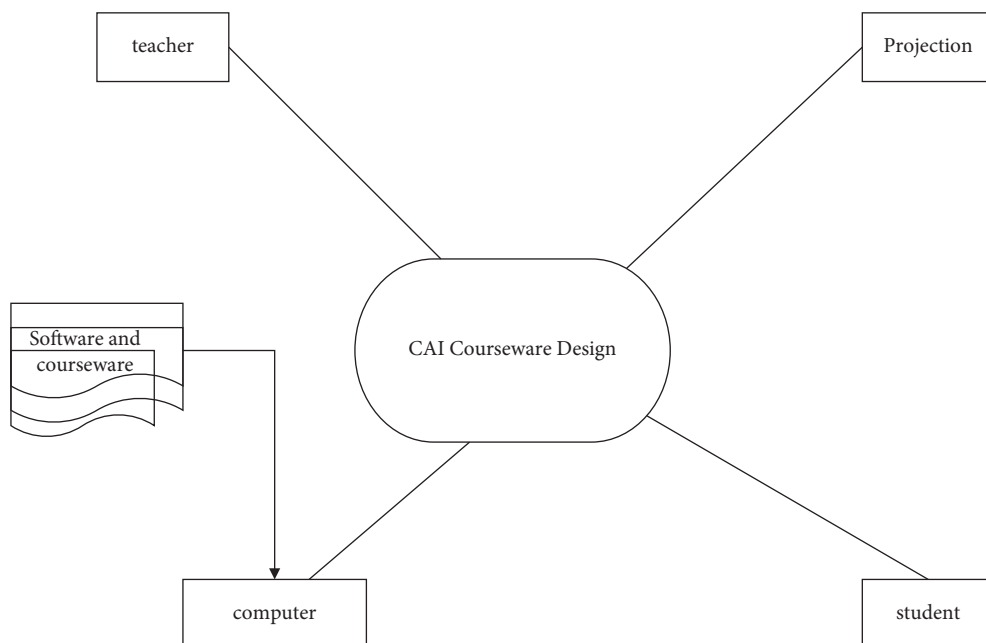 teacher
Projection
Software and
courseware
CAI Courseware Design
computer
student